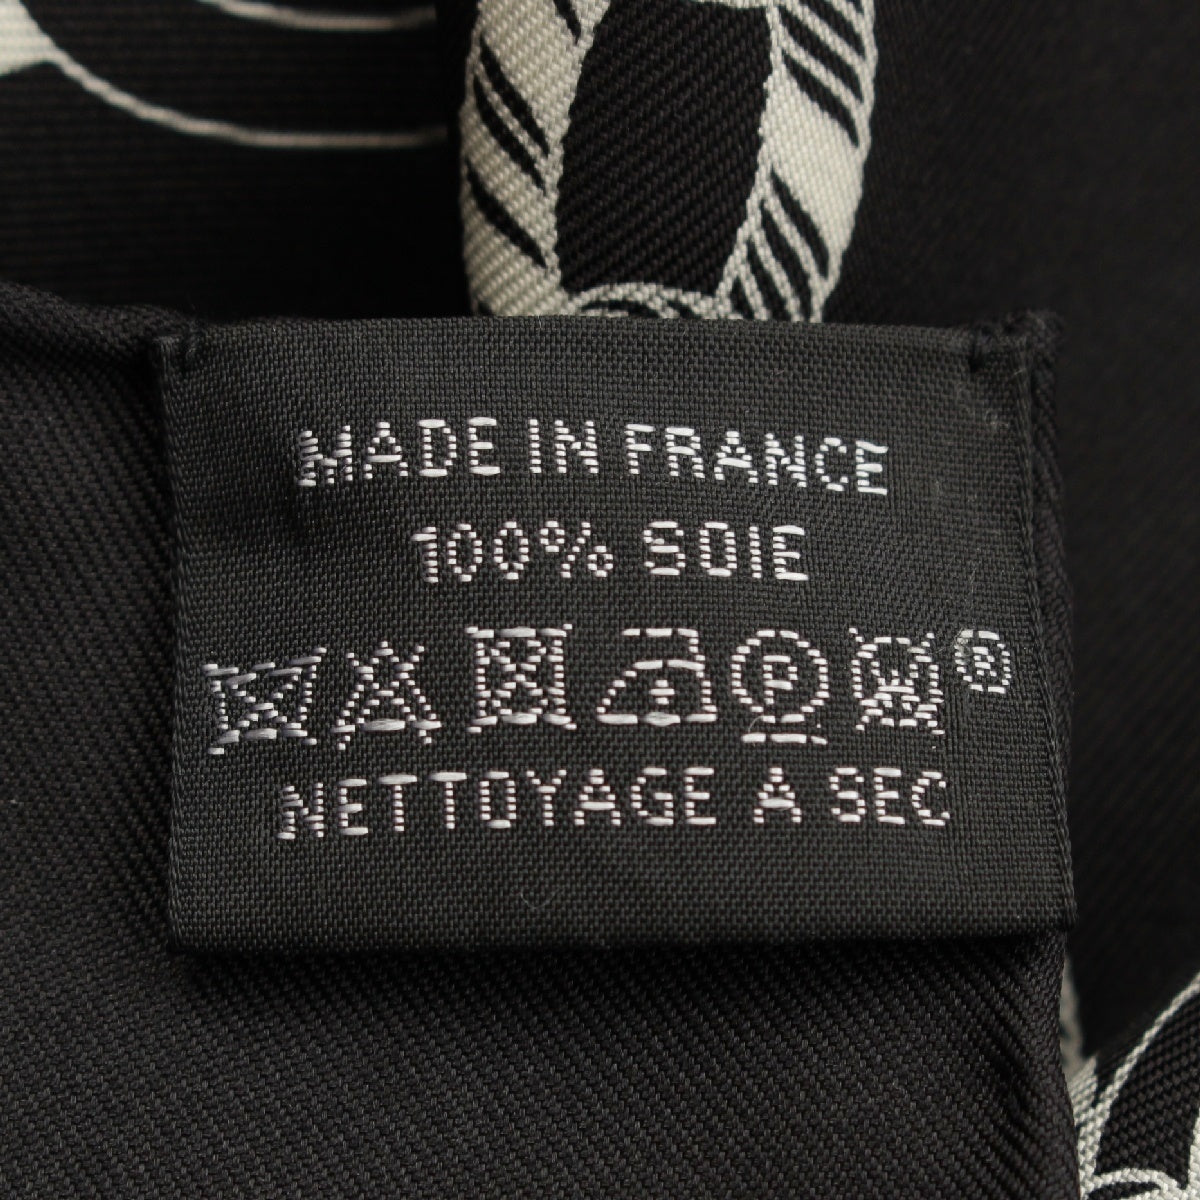 MADE IN FRANCE
100% SOIE
P ®
NETTOYAGE A SEC